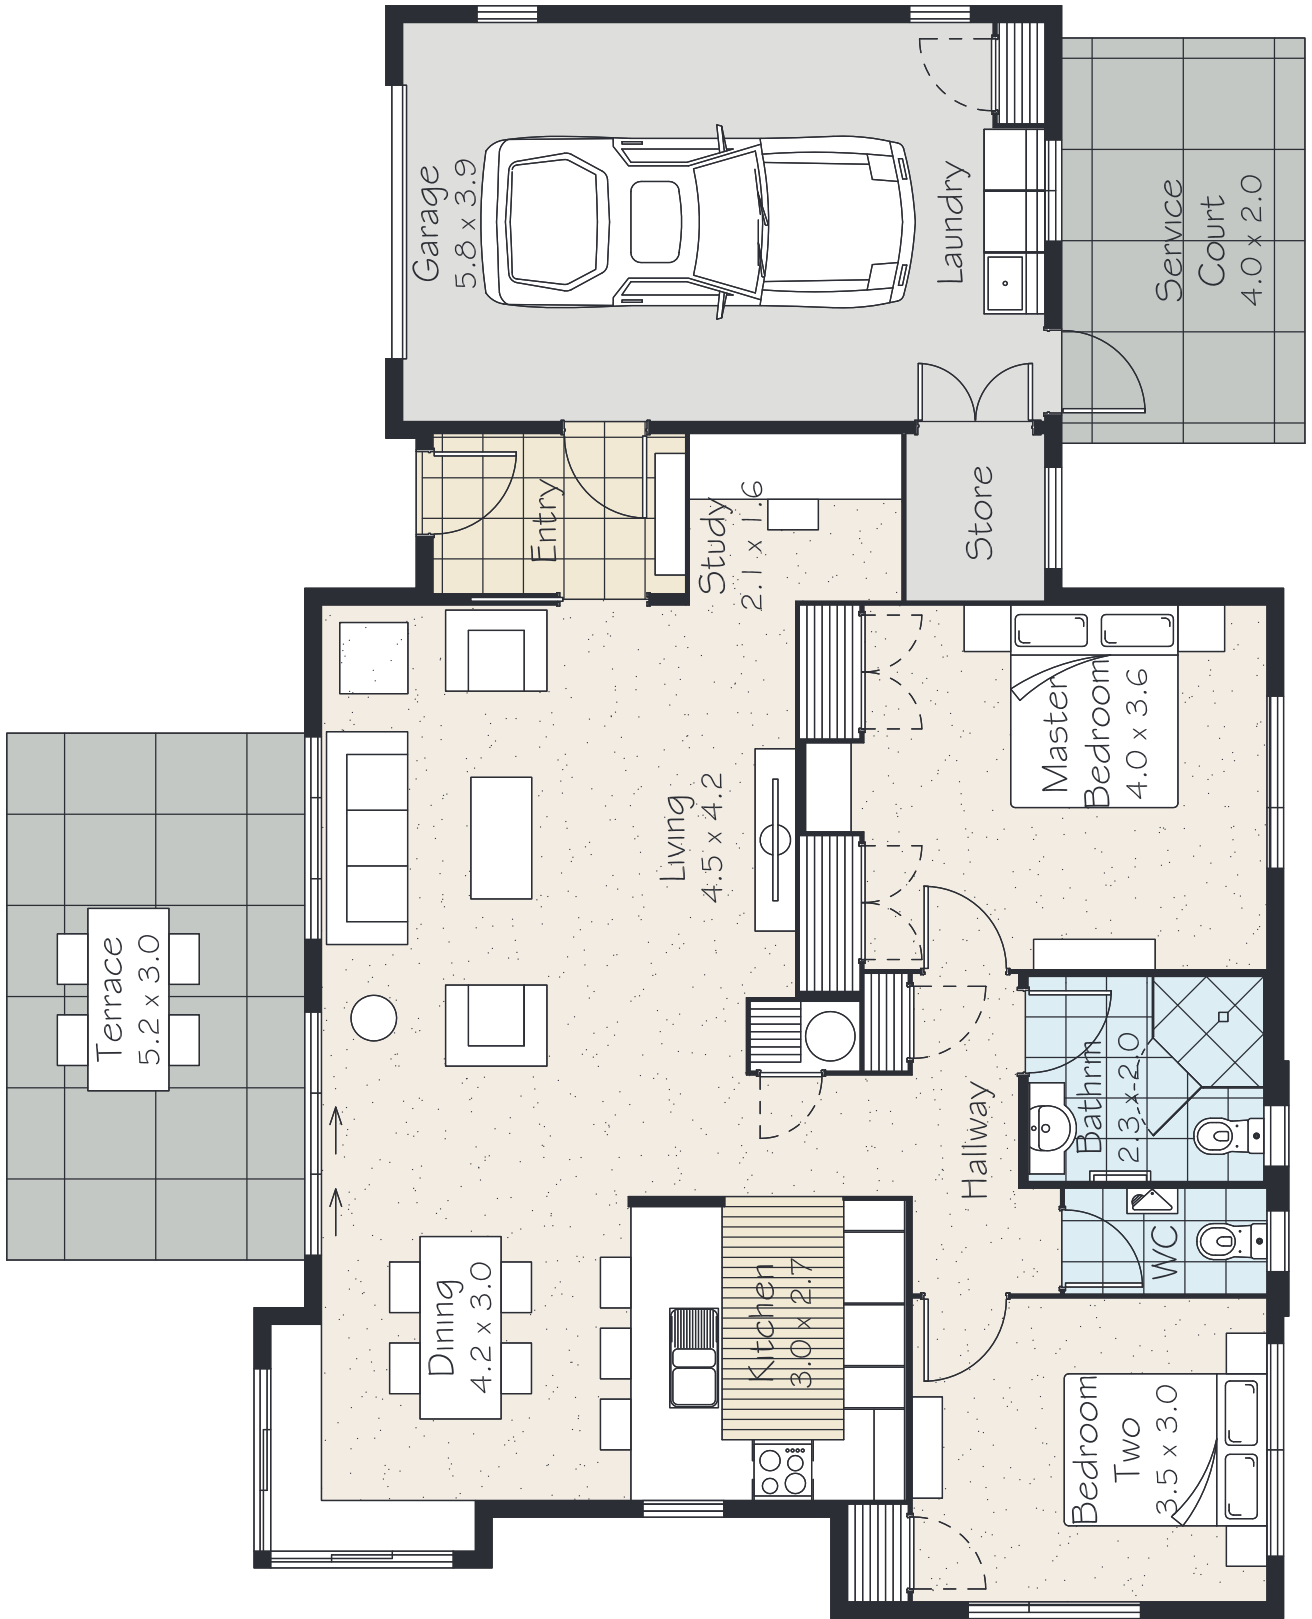 Garage
5.8 x 3.9
Laundry
Service
Court
4.0 x 2.0
Entry
Study
2.1 x 1.6
Store
Master
Bedroom
4.0 x 3.6
Living
4.5 x 4.2
Terrace
5.2 x 3.0
Hallway
Bathrm
2.3 x 2.0
WC
Dining
4.2 x 3.0
Kitchen
3.0 x 2.7
Bedroom
Two
3.5 x 3.0